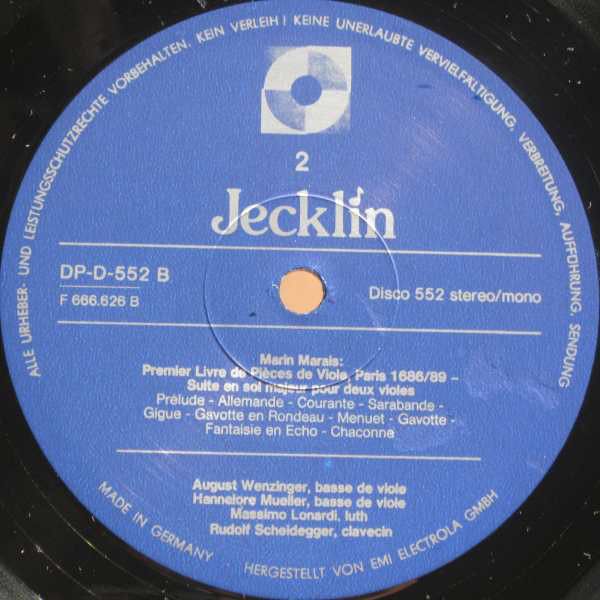 ALLE URHEBER- UND LEISTUNGSSCHUTZRECHTE VORBEHALTEN. KEIN VERLEIH! KEINE UNERLAUBTE VERVIELFÄLTIGUNG, VERBREITUNG, AUFFÜHRUNG, SENDUNG
2
Jecklin
DP-D-552 B
F 666.626 B
Disco 552 stereo/mono
Marin Marais:
Premier Livre de Pièces de Viole, Paris 1686/89 –
Suite en sol majeur pour deux violes
Prélude - Allemande - Courante - Sarabande -
Gigue - Gavotte en Rondeau - Menuet - Gavotte -
Fantaisie en Echo - Chaconne
August Wenzinger, basse de viole
Hannelore Mueller, basse de viole
Massimo Lonardi, luth
Rudolf Scheidegger, clavecin
MADE IN GERMANY
HERGESTELLT VON EMI ELECTROLA GMBH